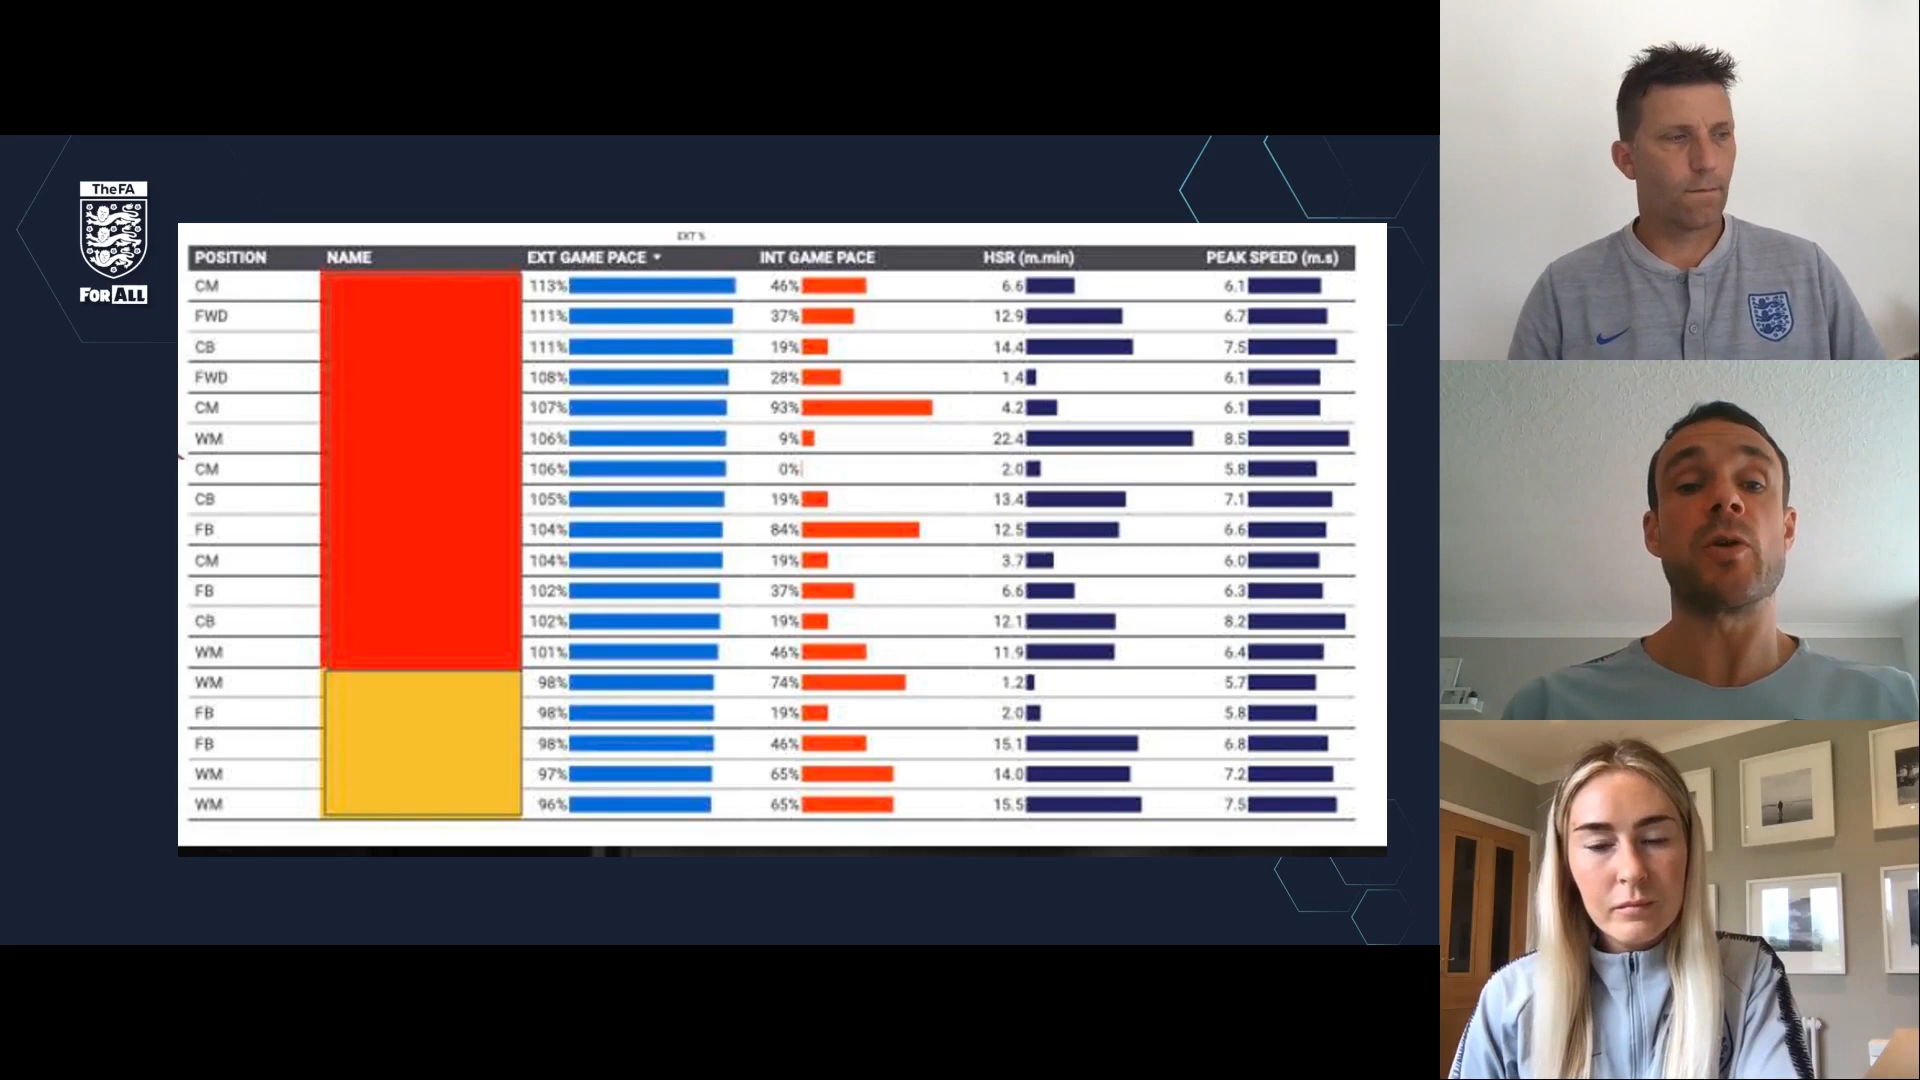 The FA
FOR ALL
EXT %
POSITION NAME EXT GAME PACE INT GAME PACE HSR (m.min) PEAK SPEED (m.s)
CM 113% 46% 6.6 6.1
FWD 111% 37% 12.9 6.7
CB 111% 19% 14.4 7.5
FWD 108% 28% 1.4 6.1
CM 107% 93% 4.2 6.1
WM 106% 9% 22.4 8.5
CM 106% 0% 2.0 5.8
CB 105% 19% 13.4 7.1
FB 104% 84% 12.5 6.6
CM 104% 19% 3.7 6.0
FB 102% 37% 6.6 6.3
CB 102% 19% 12.1 8.2
WM 101% 46% 11.9 6.4
WM 98% 74% 1.2 5.7
FB 98% 19% 2.0 5.8
FB 98% 46% 15.1 6.8
WM 97% 65% 14.0 7.2
WM 96% 65% 15.5 7.5